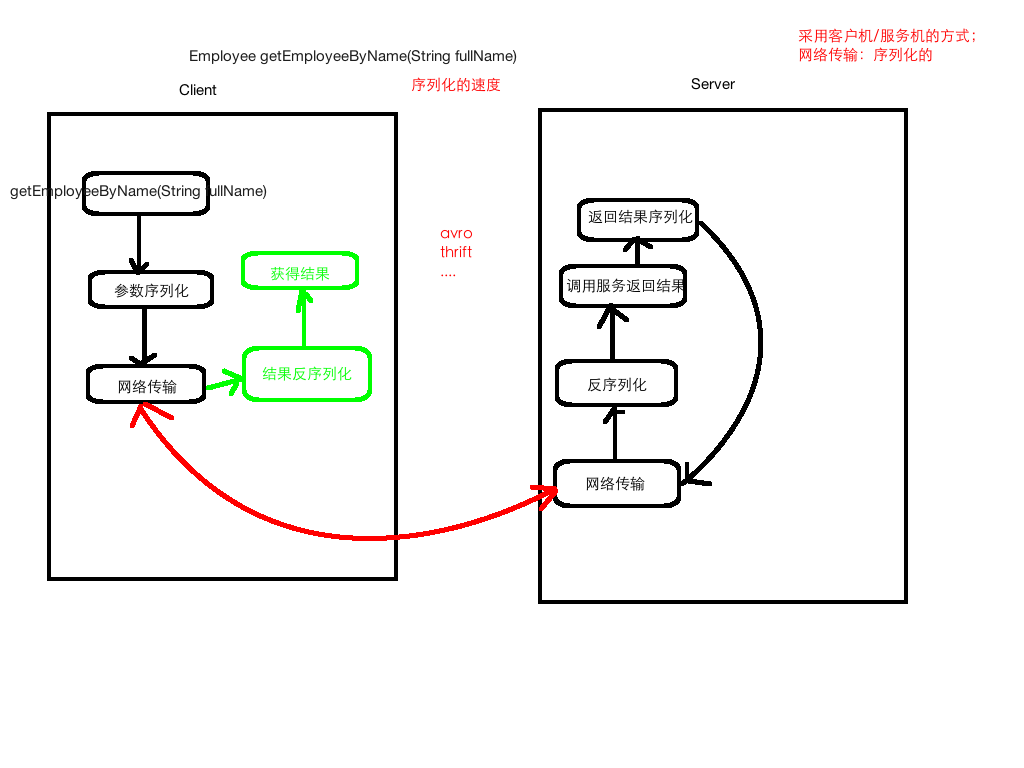 采用客户机/服务机的方式；
网络传输：序列化的
Employee getEmployeeByName(String fullName)
序列化的速度
Client
Server
getEmployeeByName(String fullName)
参数序列化
网络传输
获得结果
结果反序列化
avro
thrift
....
返回结果序列化
调用服务返回结果
反序列化
网络传输